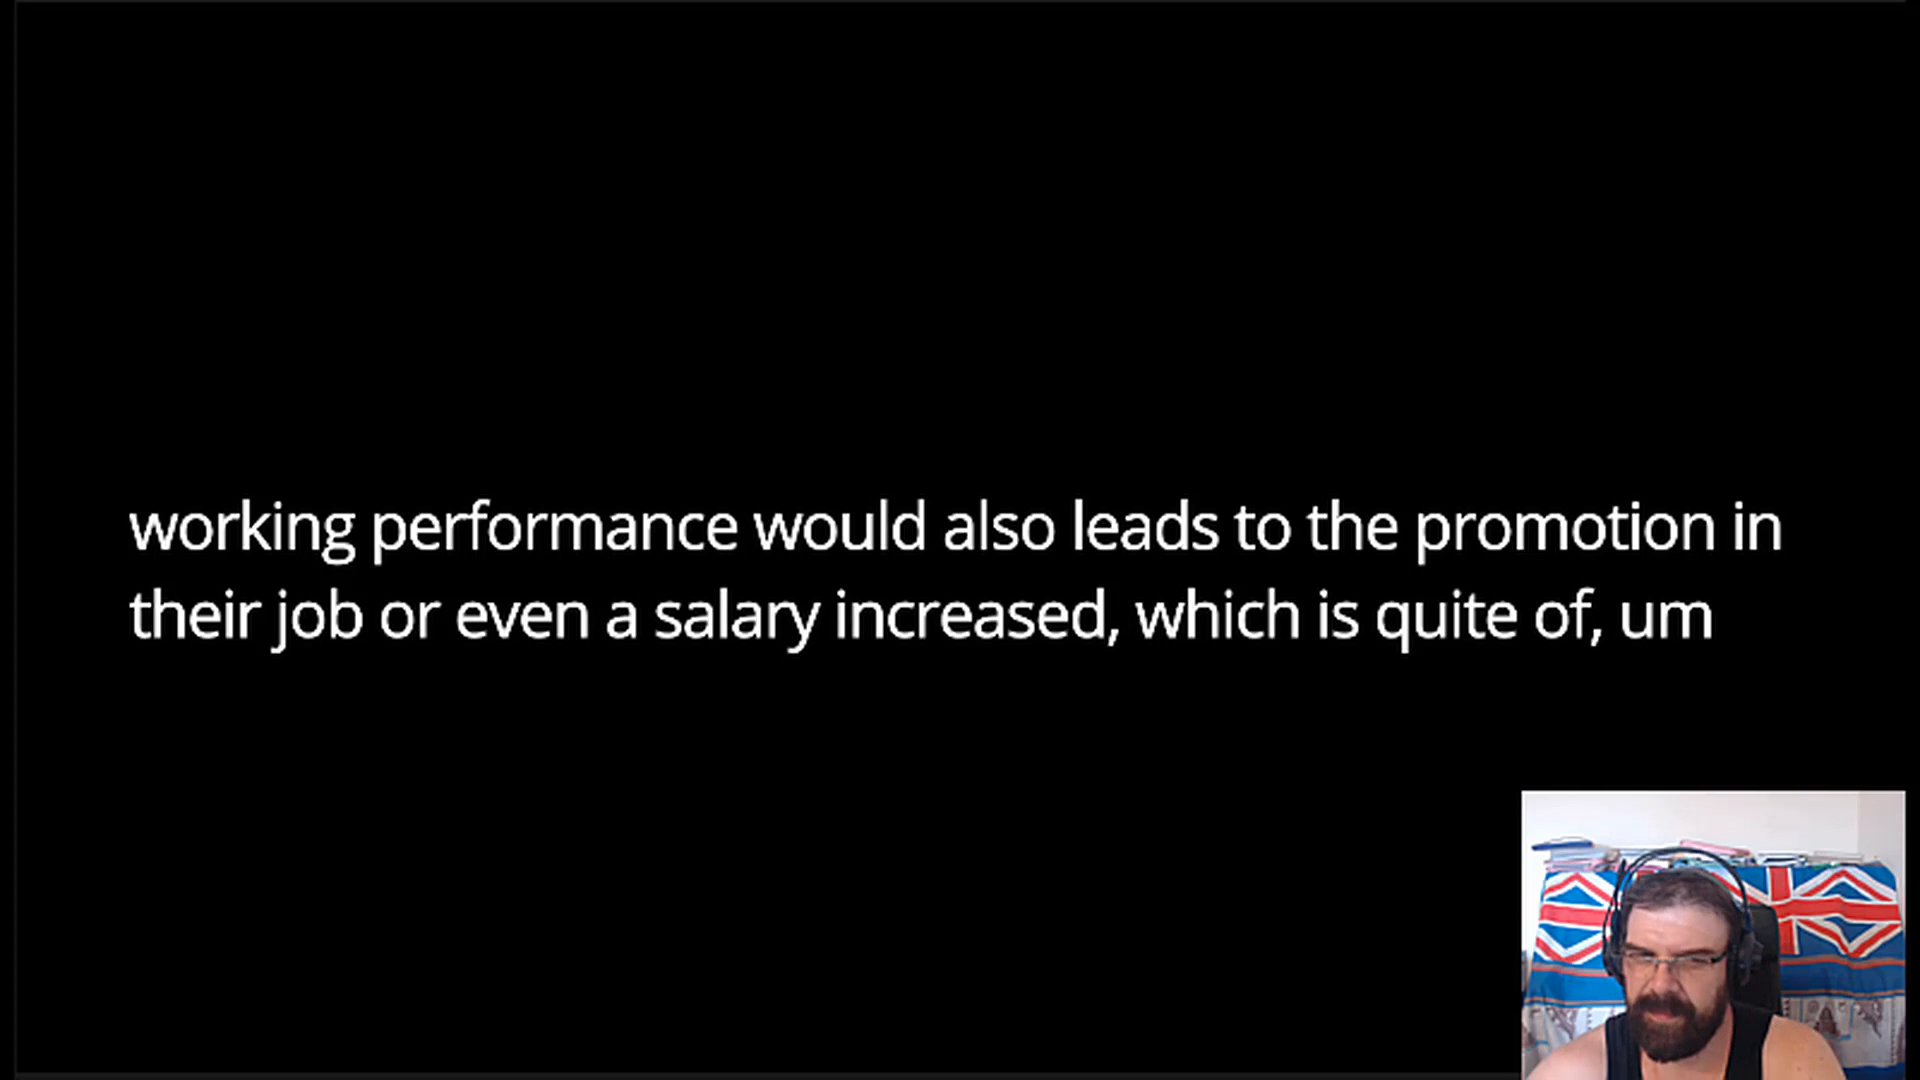 working performance would also leads to the promotion in
their job or even a salary increased, which is quite of, um